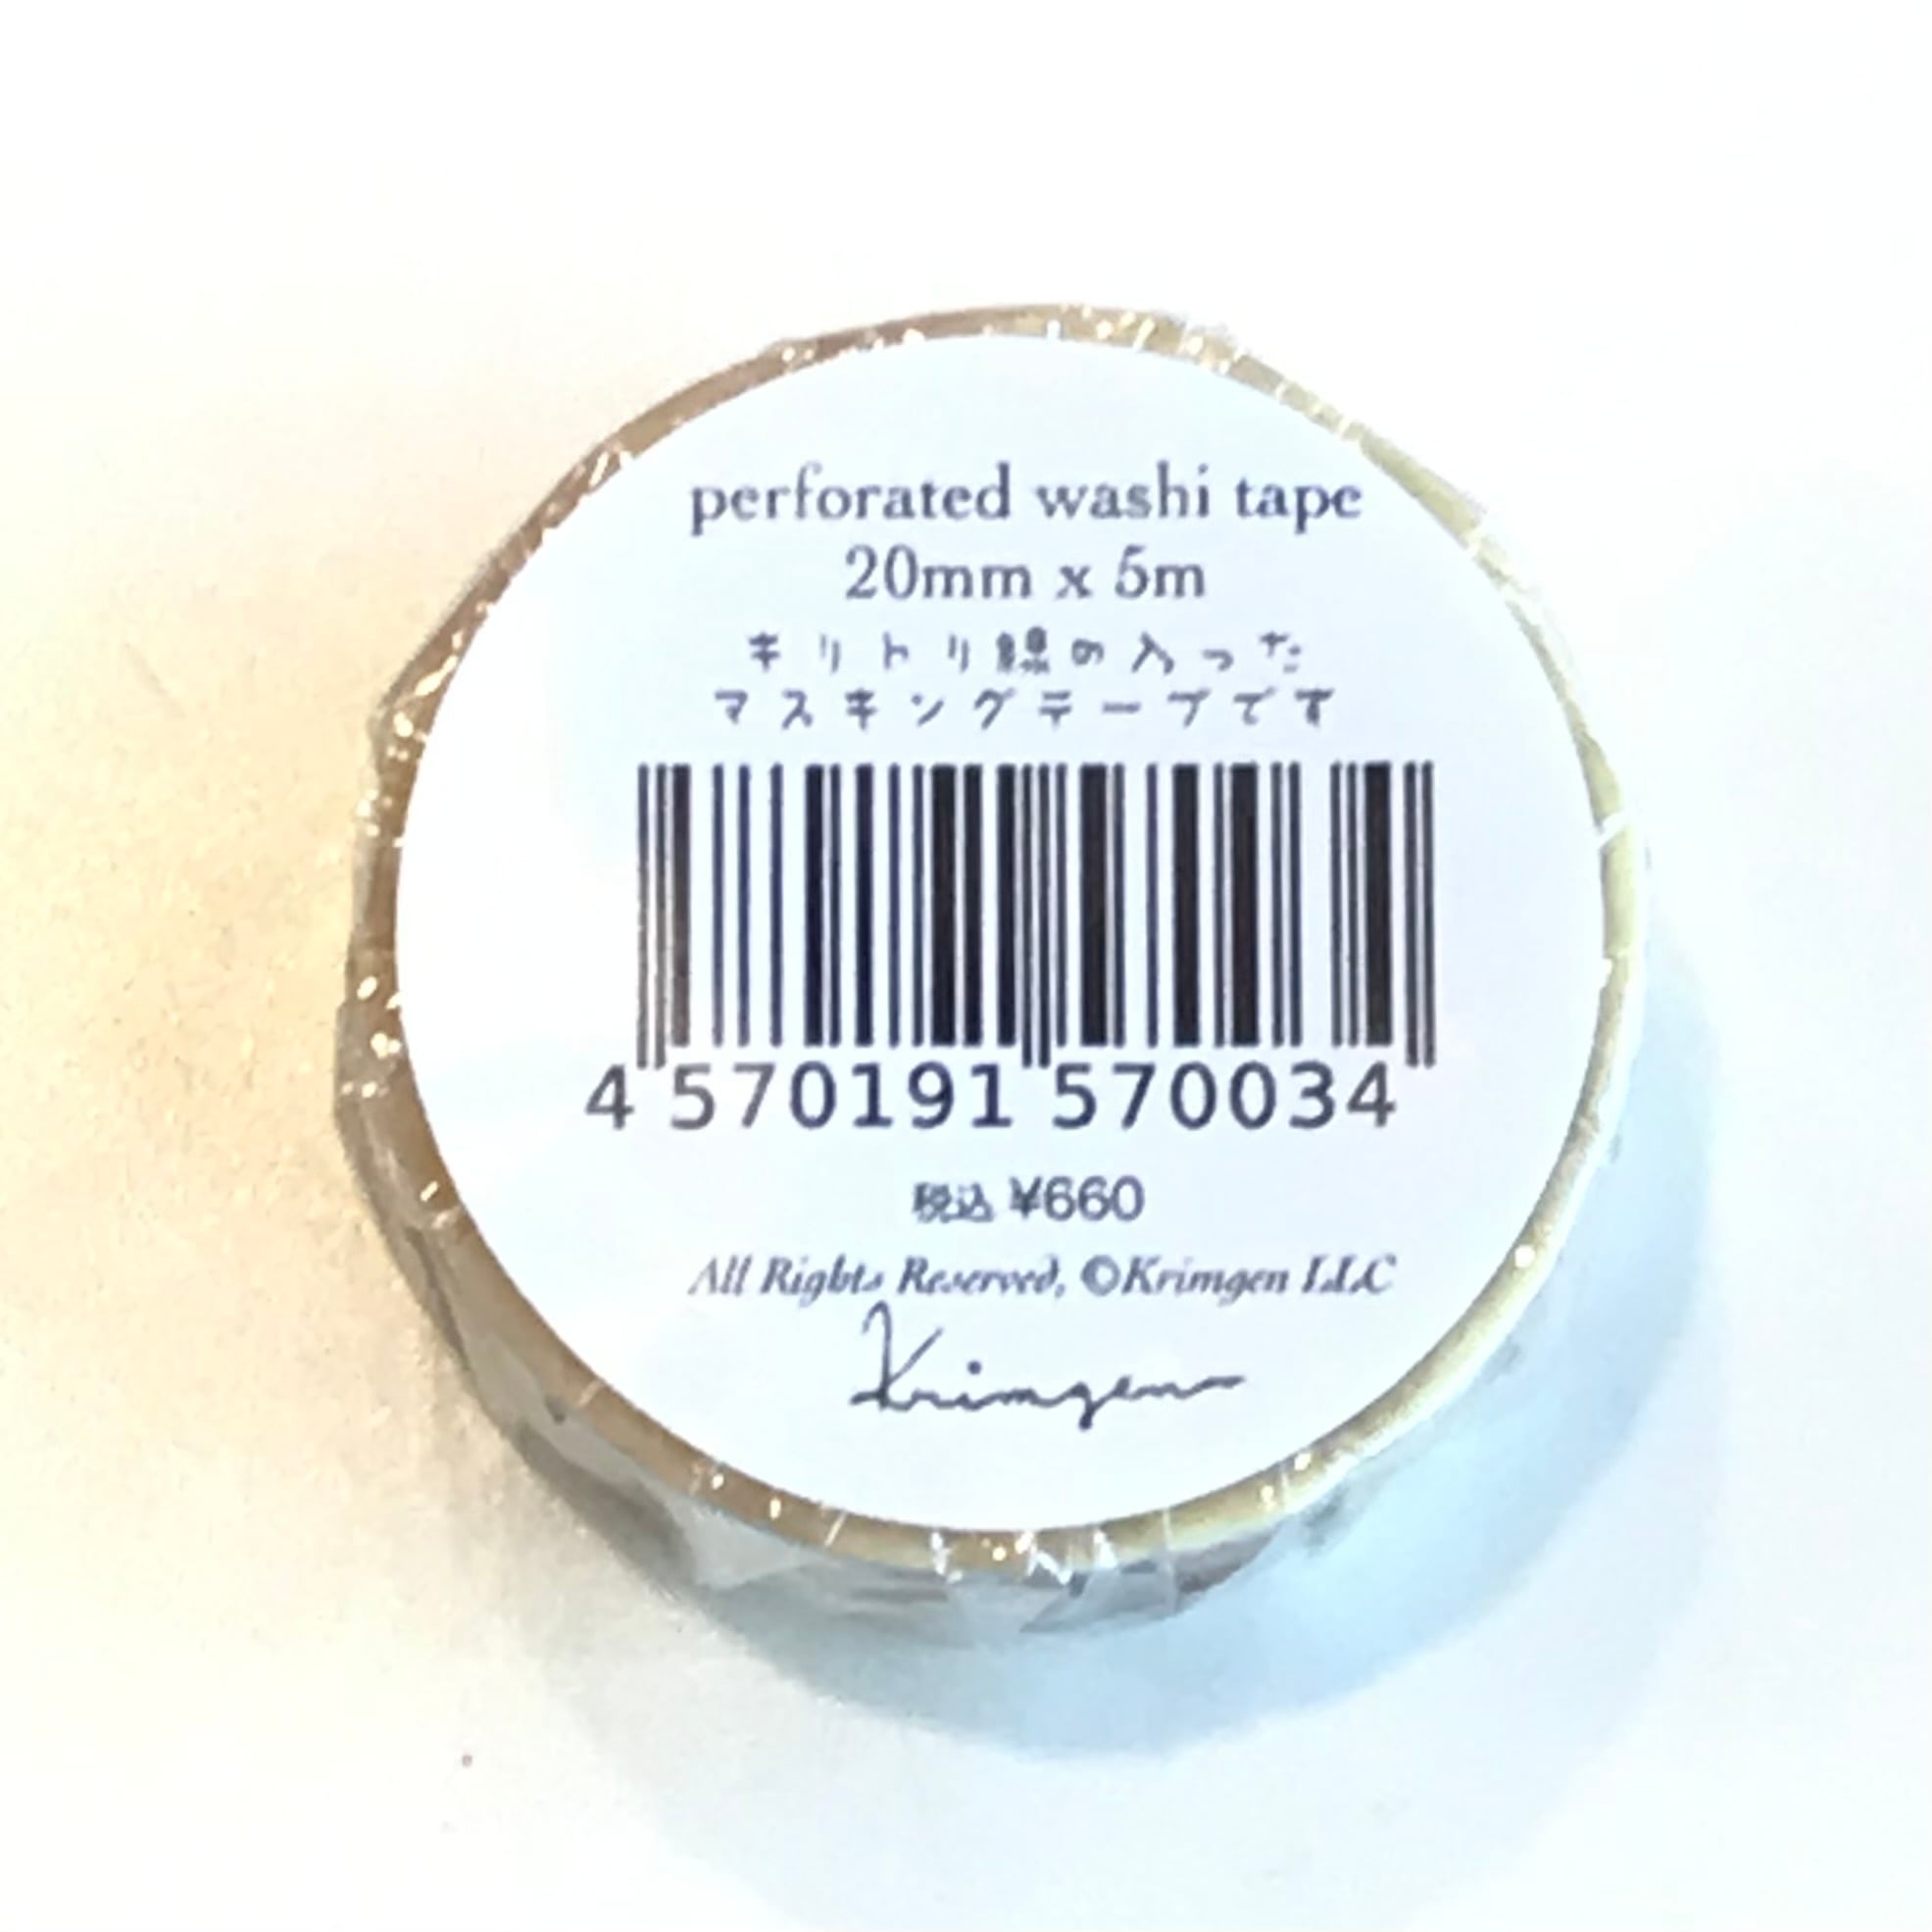 perforated washi tape
20mm x 5m
キリトリ線の入った
マスキングテープです
4 570191 570034
税込 ¥660
All Rights Reserved, ©Krimgen LLC
Krimgen